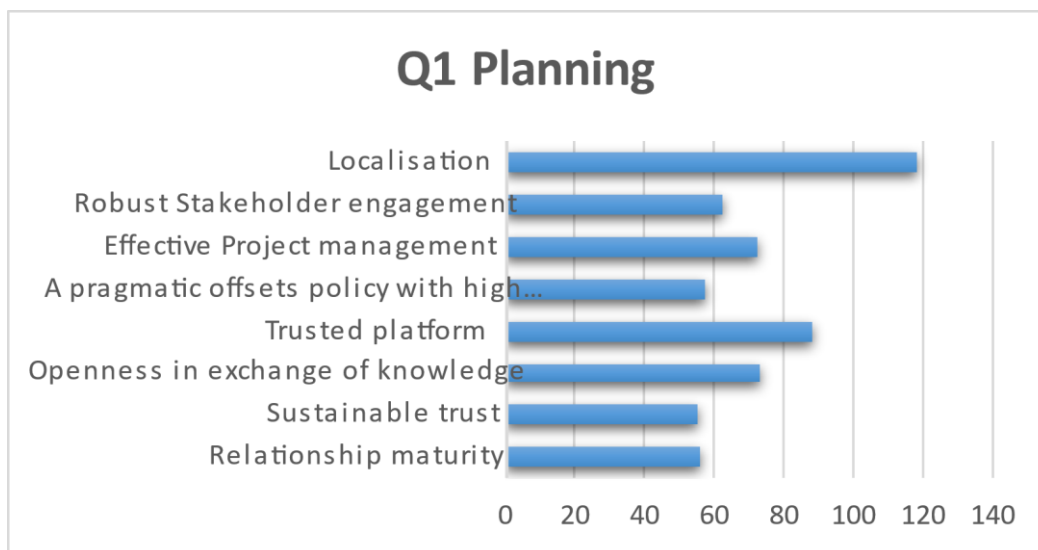 Q1 Planning
Localisation
Robust Stakeholder engagement
Effective Project management
A pragmatic offsets policy with high...
Trusted platform
Openness in exchange of knowledge
Sustainable trust
Relationship maturity
0 20 40 60 80 100 120 140